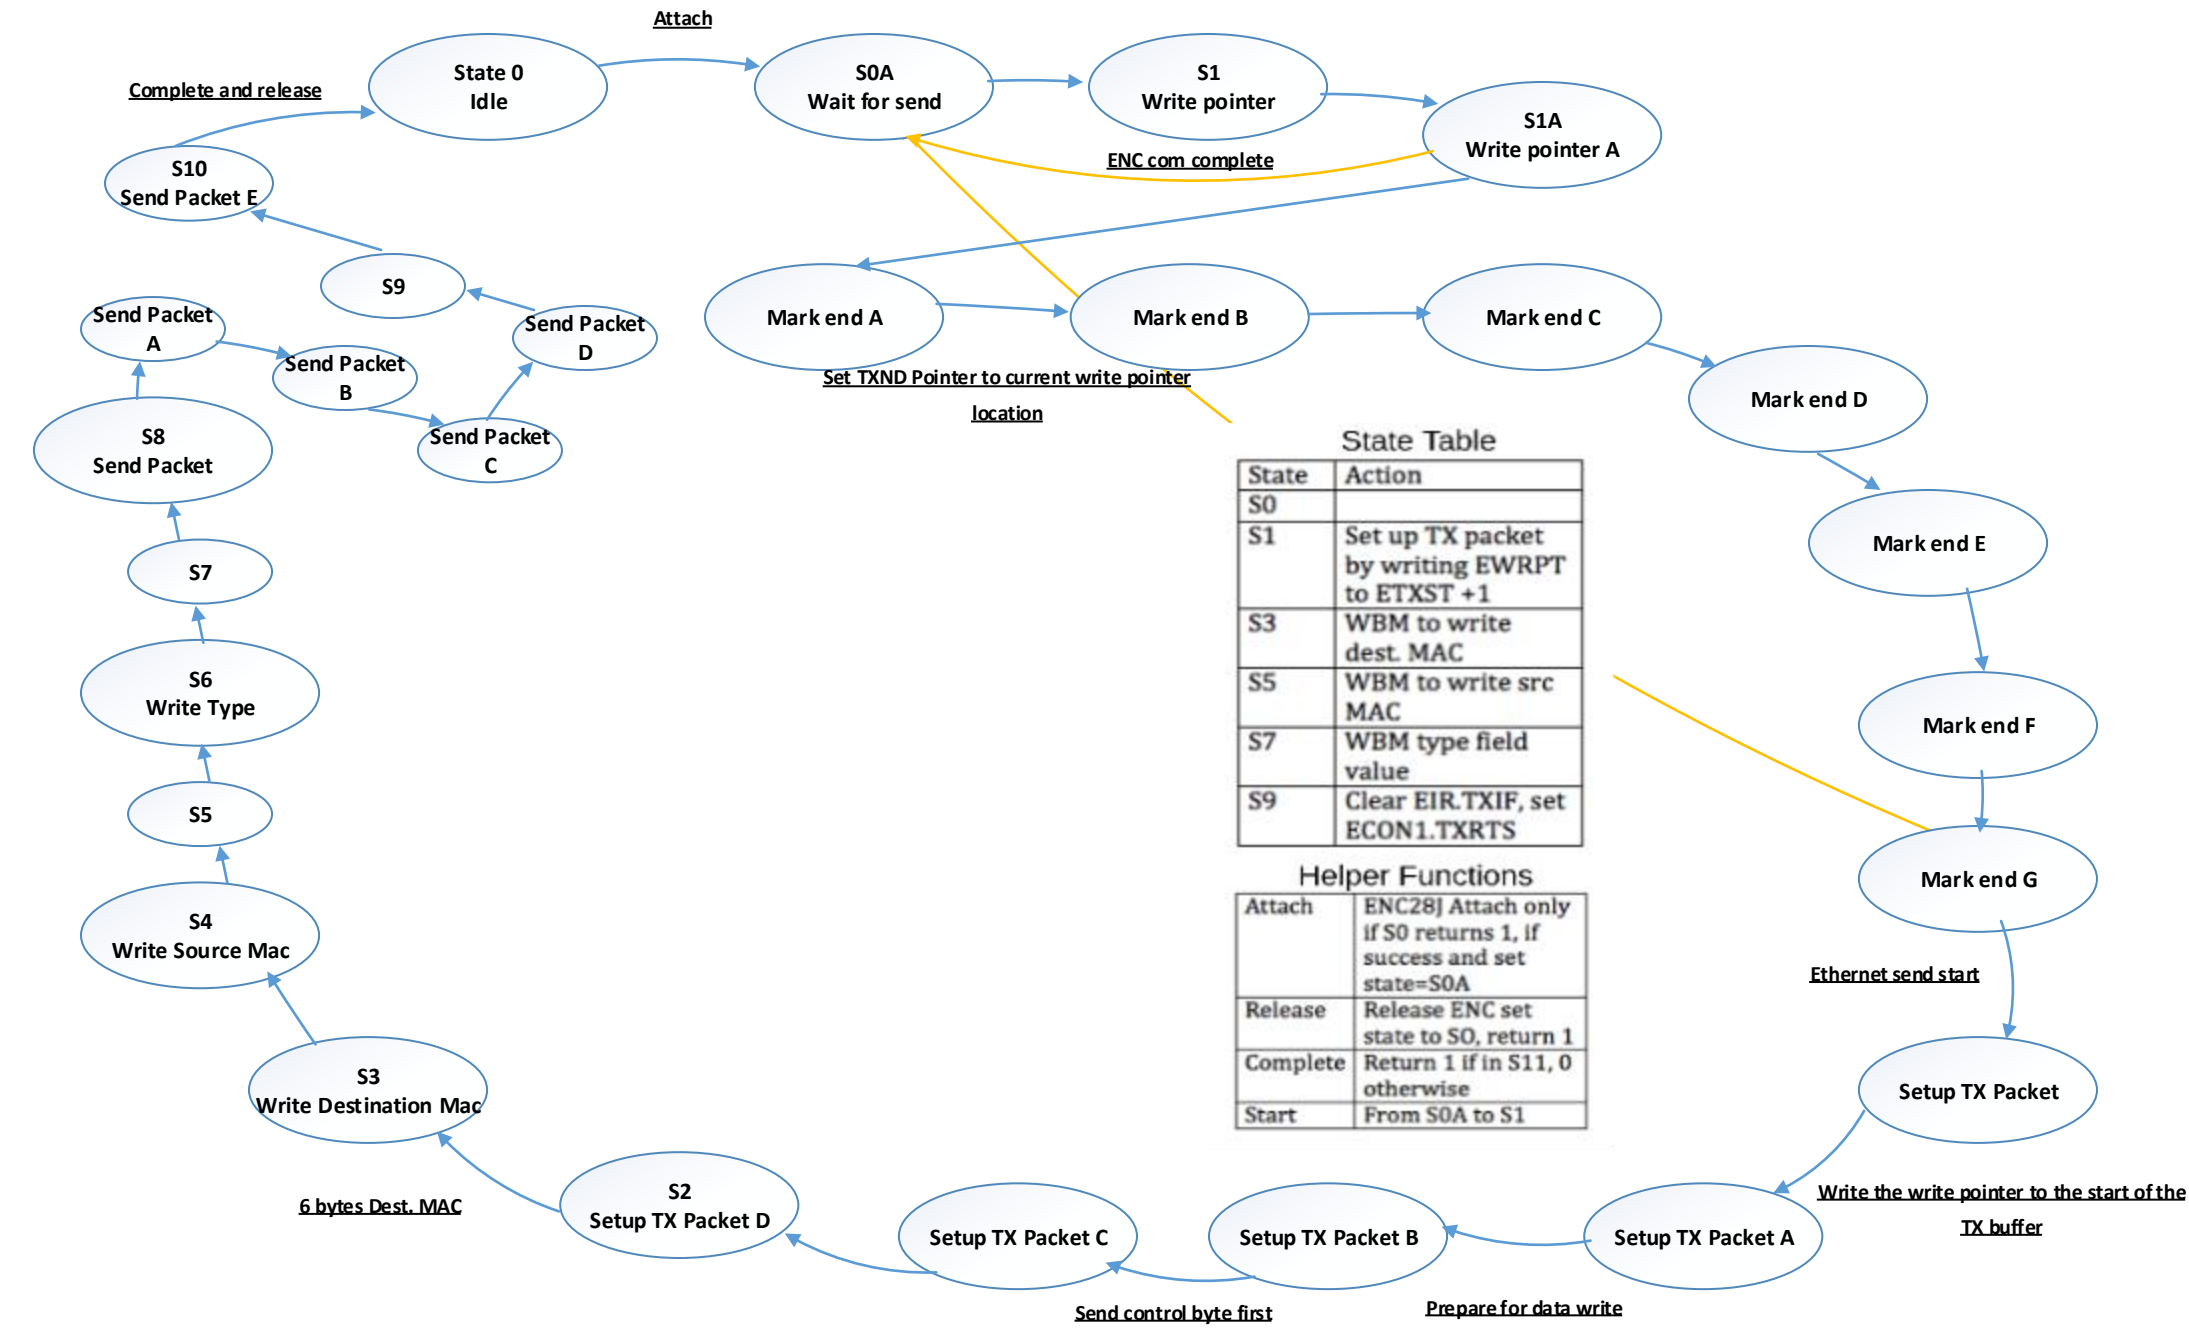 Attach
State 0
Idle
S0A
Wait for send
S1
Write pointer
S1A
Write pointer A
Complete and release
ENC com complete
S10
Send Packet E
S9
Send Packet
A
Send Packet
B
Send Packet
C
Send Packet
D
Mark end A
Mark end B
Mark end C
Mark end D
Set TXND Pointer to current write pointer
location
Mark end E
Mark end F
Mark end G
Ethernet send start
Setup TX Packet
Write the write pointer to the start of the
TX buffer
Setup TX Packet A
Prepare for data write
Setup TX Packet B
Send control byte first
Setup TX Packet C
S2
Setup TX Packet D
6 bytes Dest. MAC
S3
Write Destination Mac
S4
Write Source Mac
S5
S6
Write Type
S7
S8
Send Packet
State Table
State Action
S0
S1 Set up TX packet
by writing EWRPT
to ETXST +1
S3 WBM to write
dest. MAC
S5 WBM to write src
MAC
S7 WBM type field
value
S9 Clear EIR.TXIF, set
ECON1.TXRTS
Helper Functions
Attach ENC28J Attach only
if S0 returns 1, if
success and set
state=S0A
Release Release ENC set
state to SO, return 1
Complete Return 1 if in S11, 0
otherwise
Start From S0A to S1